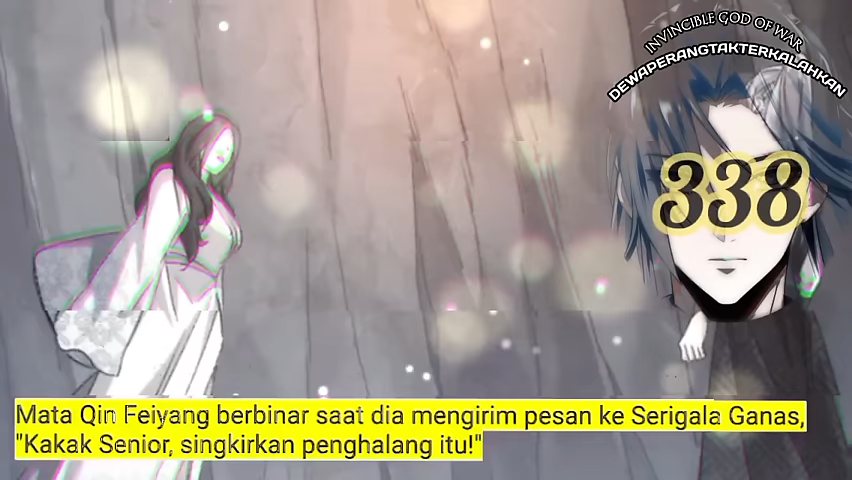 INVINCIBLE GOD OF WAR
DEWAPERANGTAKTERKALAHKAN
338
Mata Qin Feiyang berbinar saat dia mengirim pesan ke Serigala Ganas,
"Kakak Senior, singkirkan penghalang itu!"